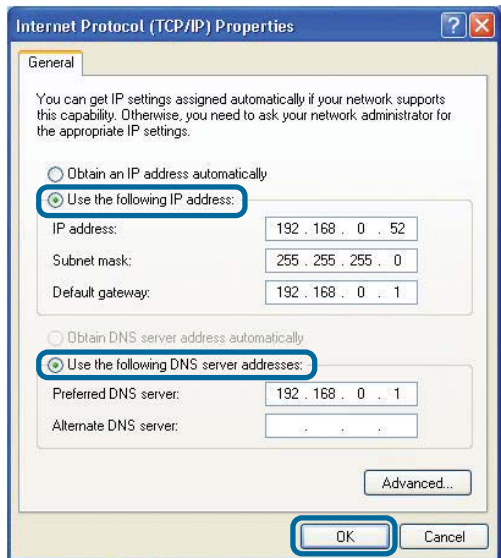 Internet Protocol (TCP/IP) Properties
General
You can get IP settings assigned automatically if your network supports
this capability. Otherwise, you need to ask your network administrator for
the appropriate IP settings.
Obtain an IP address automatically
Use the following IP address:
IP address: 192 . 168 . 0 . 52
Subnet mask: 255 . 255 . 255 . 0
Default gateway: 192 . 168 . 0 . 1
Obtain DNS server address automatically
Use the following DNS server addresses:
Preferred DNS server: 192 . 168 . 0 . 1
Alternate DNS server: . . .
Advanced...
OK Cancel